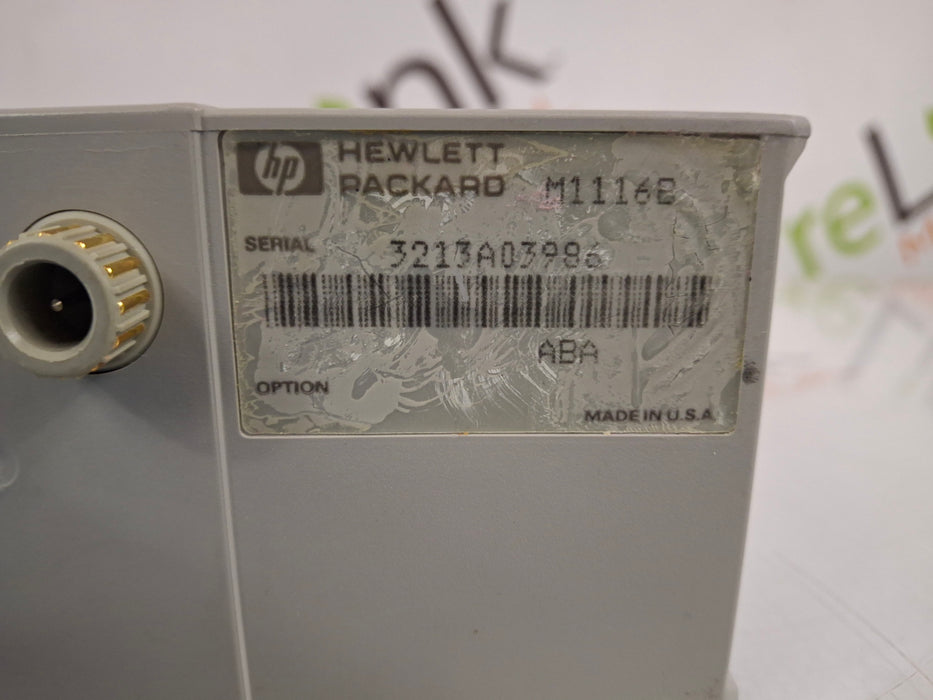 hp HEWLETT
PACKARD M1116B
SERIAL 3213A03986
ABA
OPTION
MADE IN U.S.A